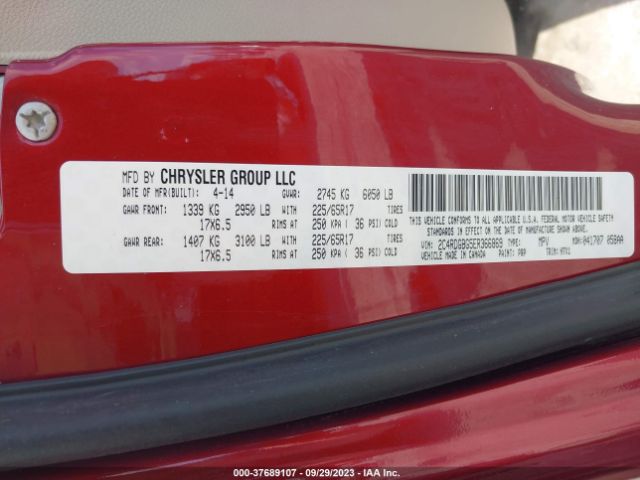 MFD BY CHRYSLER GROUP LLC
DATE OF MFR(BUILT): 4-14 GVWR: 2745 KG 6050 LB
GAWR FRONT: 1339 KG 2950 LB WITH 225/65R17 TIRES
17X6.5 RIMS AT 250 KPA ( 36 PSI) COLD
GAWR REAR: 1407 KG 3100 LB WITH 225/65R17 TIRES
17X6.5 RIMS AT 250 KPA ( 36 PSI) COLD
THIS VEHICLE CONFORMS TO ALL APPLICABLE U.S.A. FEDERAL MOTOR VEHICLE SAFETY
STANDARDS IN EFFECT ON THE DATE OF MANUFACTURE SHOWN ABOVE.
VIN: 2C4RDGBG5ER366869 TYPE: MPV MDH: 041707 058AA
VEHICLE MADE IN CANADA PAINT: PRP TRIM:
000-37689107 - 09/29/2023 - IAA Inc.